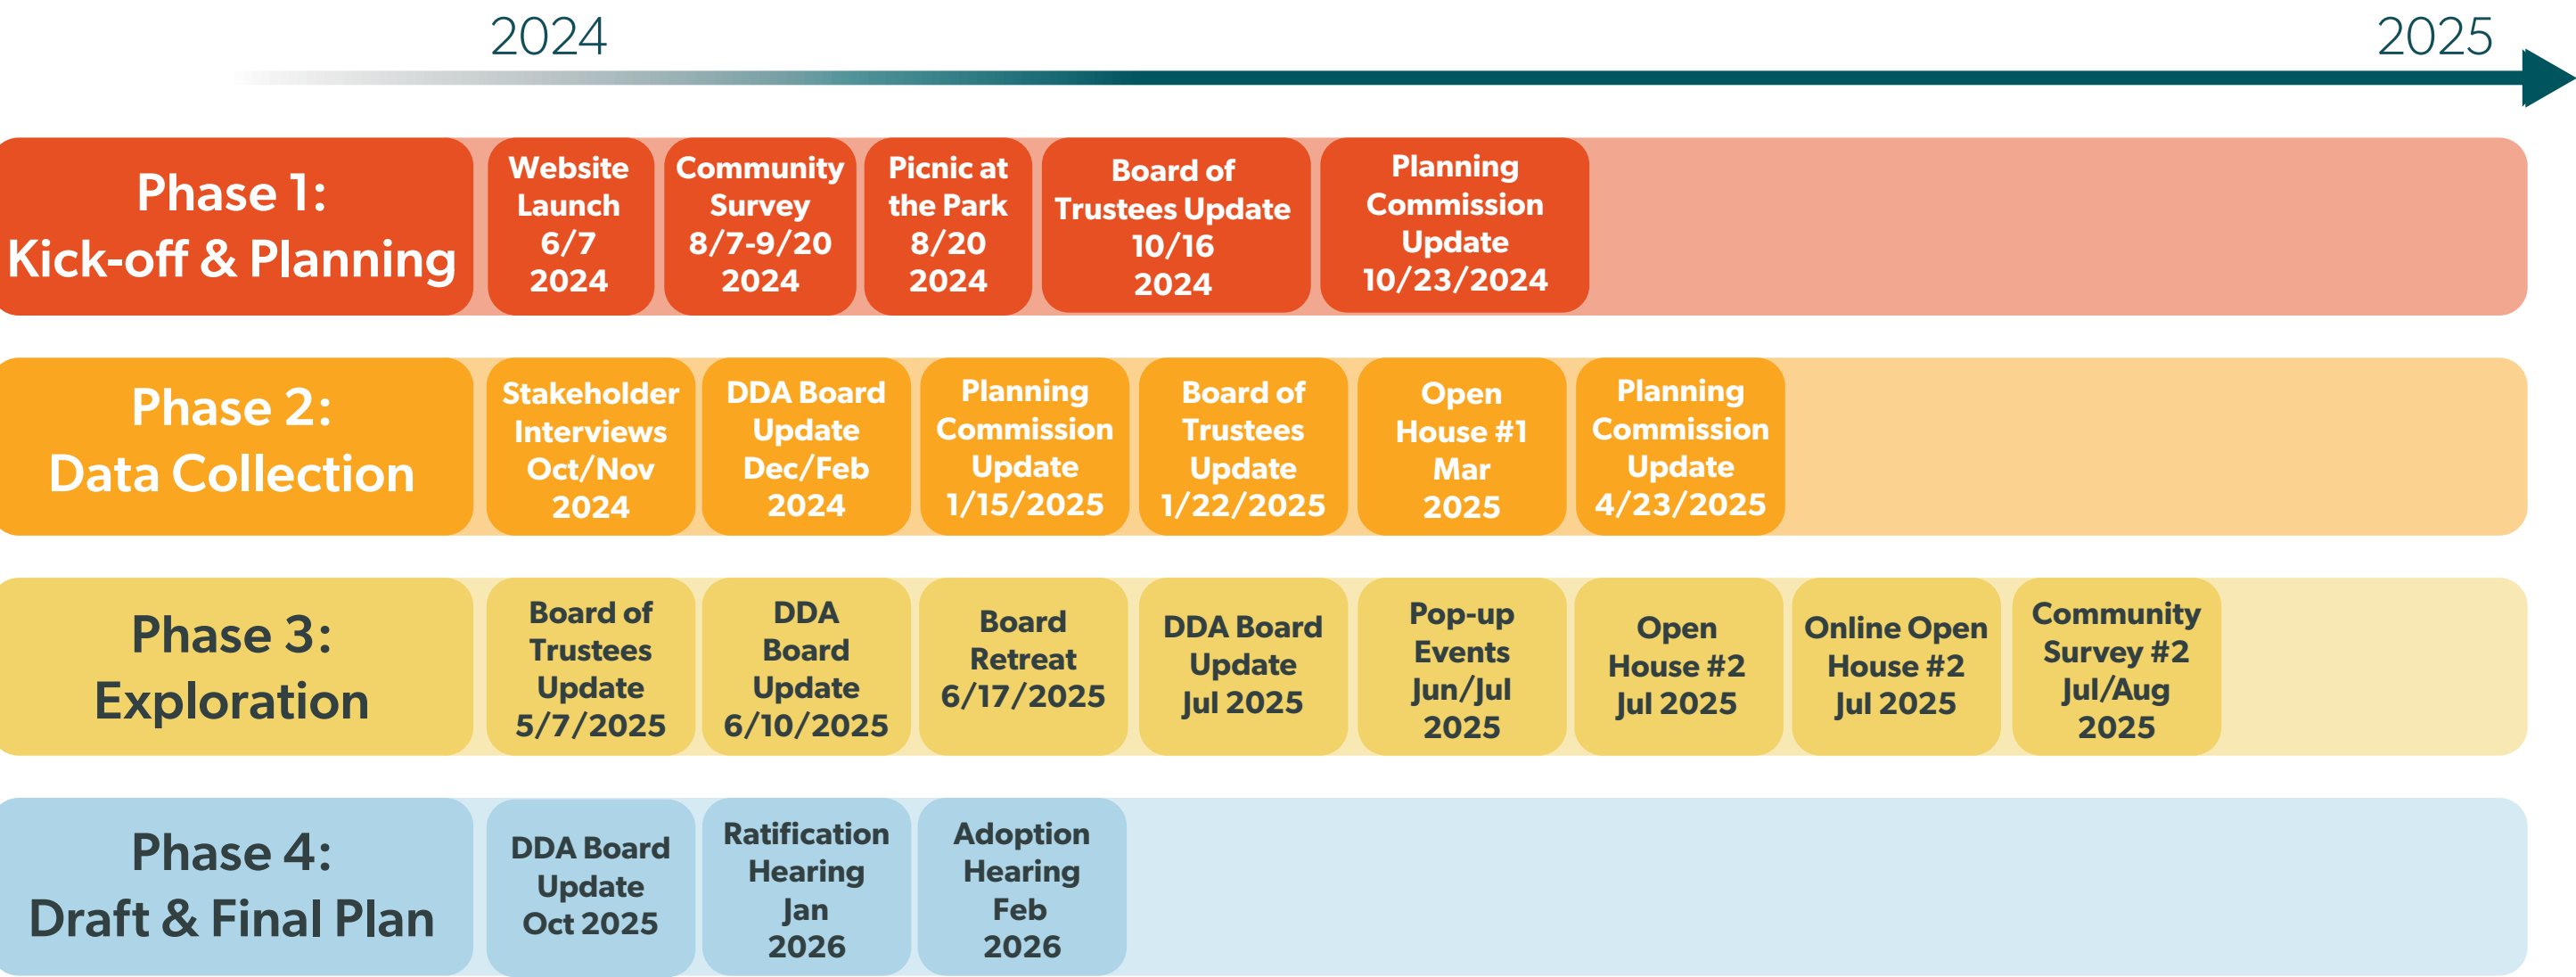 2024
2025
Phase 1:
Kick-off & Planning
Website
Launch
6/7
2024
Community
Survey
8/7-9/20
2024
Picnic at
the Park
8/20
2024
Board of
Trustees Update
10/16
2024
Planning
Commission
Update
10/23/2024
Phase 2:
Data Collection
Stakeholder
Interviews
Oct/Nov
2024
DDA Board
Update
Dec/Feb
2024
Planning
Commission
Update
1/15/2025
Board of
Trustees
Update
1/22/2025
Open
House #1
Mar
2025
Planning
Commission
Update
4/23/2025
Phase 3:
Exploration
Board of
Trustees
Update
5/7/2025
DDA
Board
Update
6/10/2025
Board
Retreat
6/17/2025
DDA Board
Update
Jul 2025
Pop-up
Events
Jun/Jul
2025
Open
House #2
Jul 2025
Online Open
House #2
Jul 2025
Community
Survey #2
Jul/Aug
2025
Phase 4:
Draft & Final Plan
DDA Board
Update
Oct 2025
Ratification
Hearing
Jan
2026
Adoption
Hearing
Feb
2026